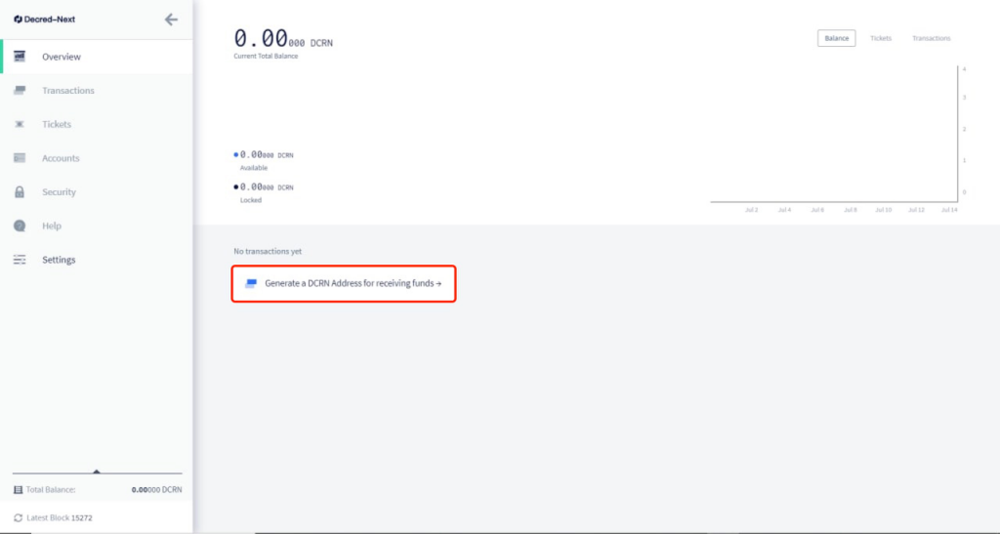 Decred-Next
Overview
Transactions
Tickets
Accounts
Security
Help
Settings
Total Balance: 0.00000 DCRN
Latest Block 15272
0.00000 DCRN
Current Total Balance
Balance Tickets Transactions
4
3
2
1
0
Jul 2 Jul 4 Jul 6 Jul 8 Jul 10 Jul 12 Jul 14
0.00000 DCRN
Available
0.00000 DCRN
Locked
No transactions yet
Generate a DCRN Address for receiving funds →